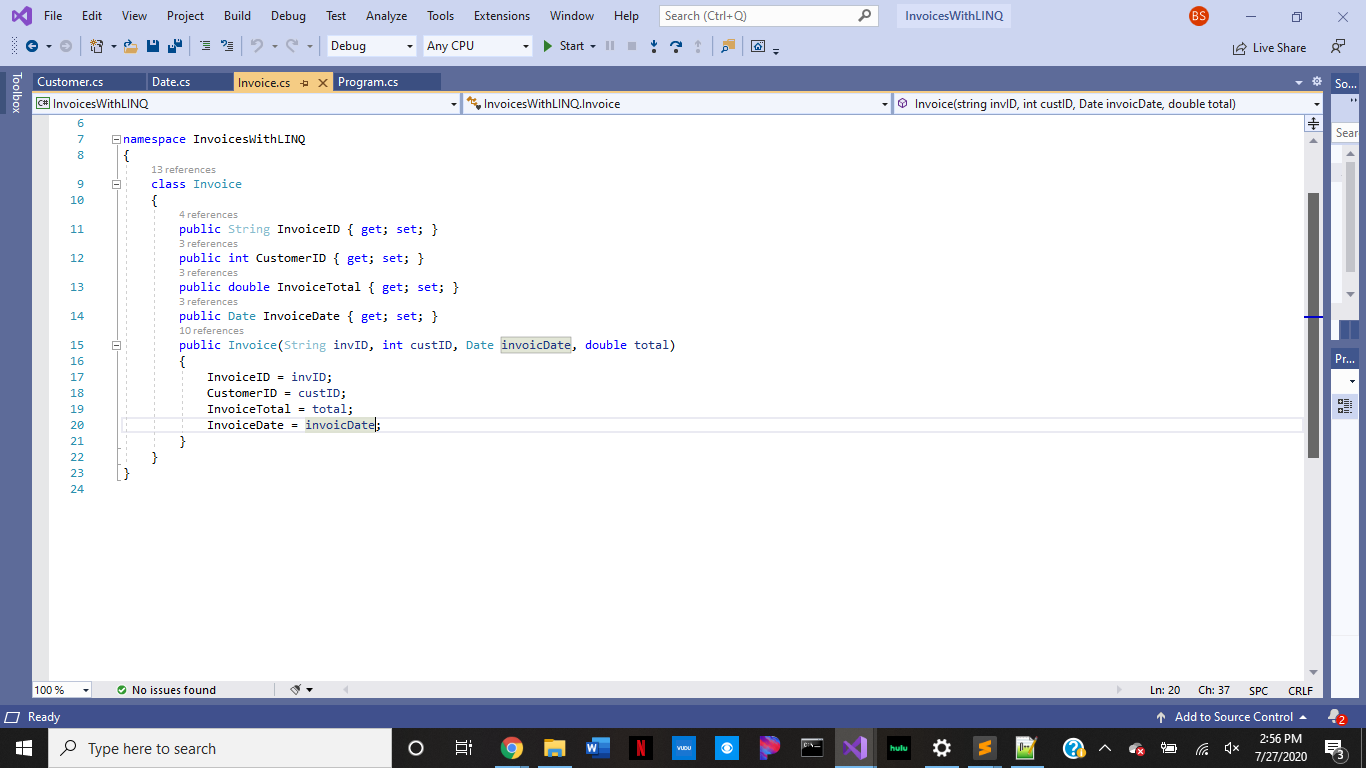 File Edit View Project Build Debug Test Analyze Tools Extensions Window Help Search (Ctrl+Q) InvoicesWithLINQ BS
Debug Any CPU Start Live Share
Toolbox
Customer.cs Date.cs Invoice.cs Program.cs So...
C# InvoicesWithLINQ InvoicesWithLINQ.Invoice Invoice(string invID, int custID, Date invoicDate, double total)
6
7 namespace InvoicesWithLINQ
8 {
13 references
9 class Invoice
10 {
4 references
11 public String InvoiceID { get; set; }
3 references
12 public int CustomerID { get; set; }
3 references
13 public double InvoiceTotal { get; set; }
3 references
14 public Date InvoiceDate { get; set; }
10 references
15 public Invoice(String invID, int custID, Date invoicDate, double total)
16 {
17 InvoiceID = invID;
18 CustomerID = custID;
19 InvoiceTotal = total;
20 InvoiceDate = invoicDate;
21 }
22 }
23 }
24
Sear
Pr...
100 % No issues found Ln: 20 Ch: 37 SPC CRLF
Ready Add to Source Control 2
Type here to search VUDU hulu 2:56 PM
7/27/2020 3